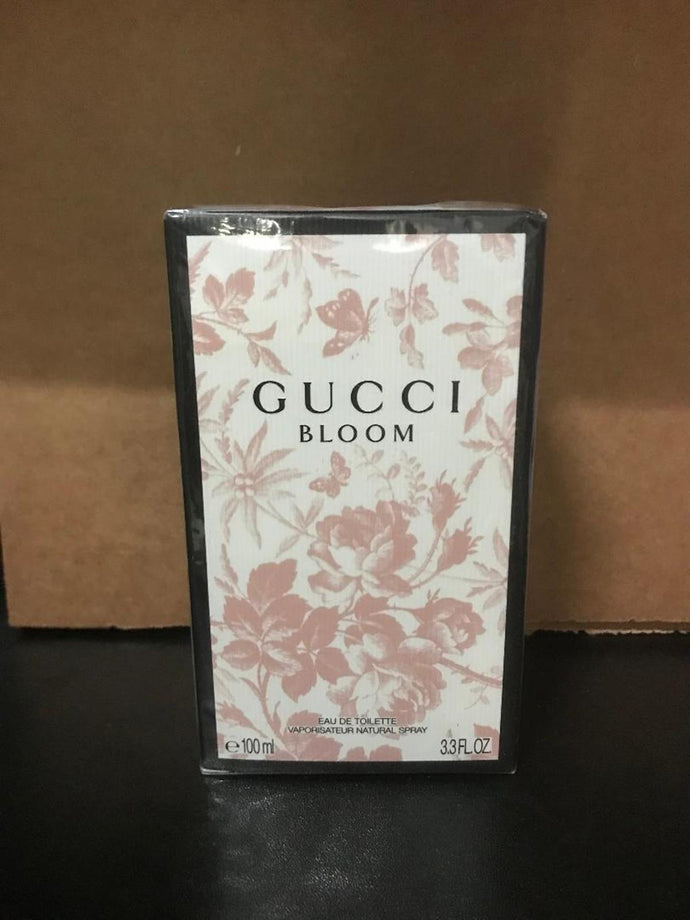 GUCCI
BLOOM
EAU DE TOILETTE
VAPORISATEUR NATURAL SPRAY
℮100 ml
3.3 FL.OZ.